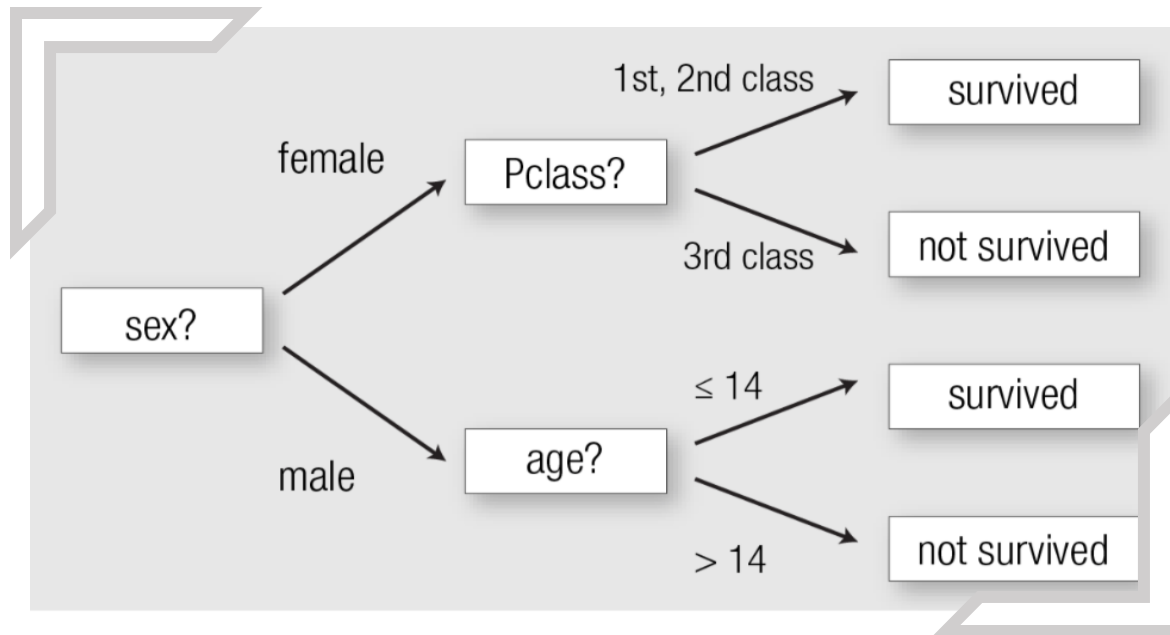 1st, 2nd class
survived
female
Pclass?
3rd class
not survived
sex?
≤ 14
survived
male
age?
> 14
not survived